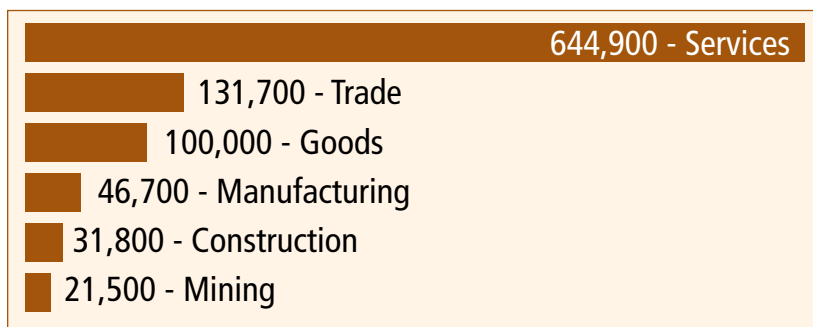 644,900 - Services
131,700 - Trade
100,000 - Goods
46,700 - Manufacturing
31,800 - Construction
21,500 - Mining